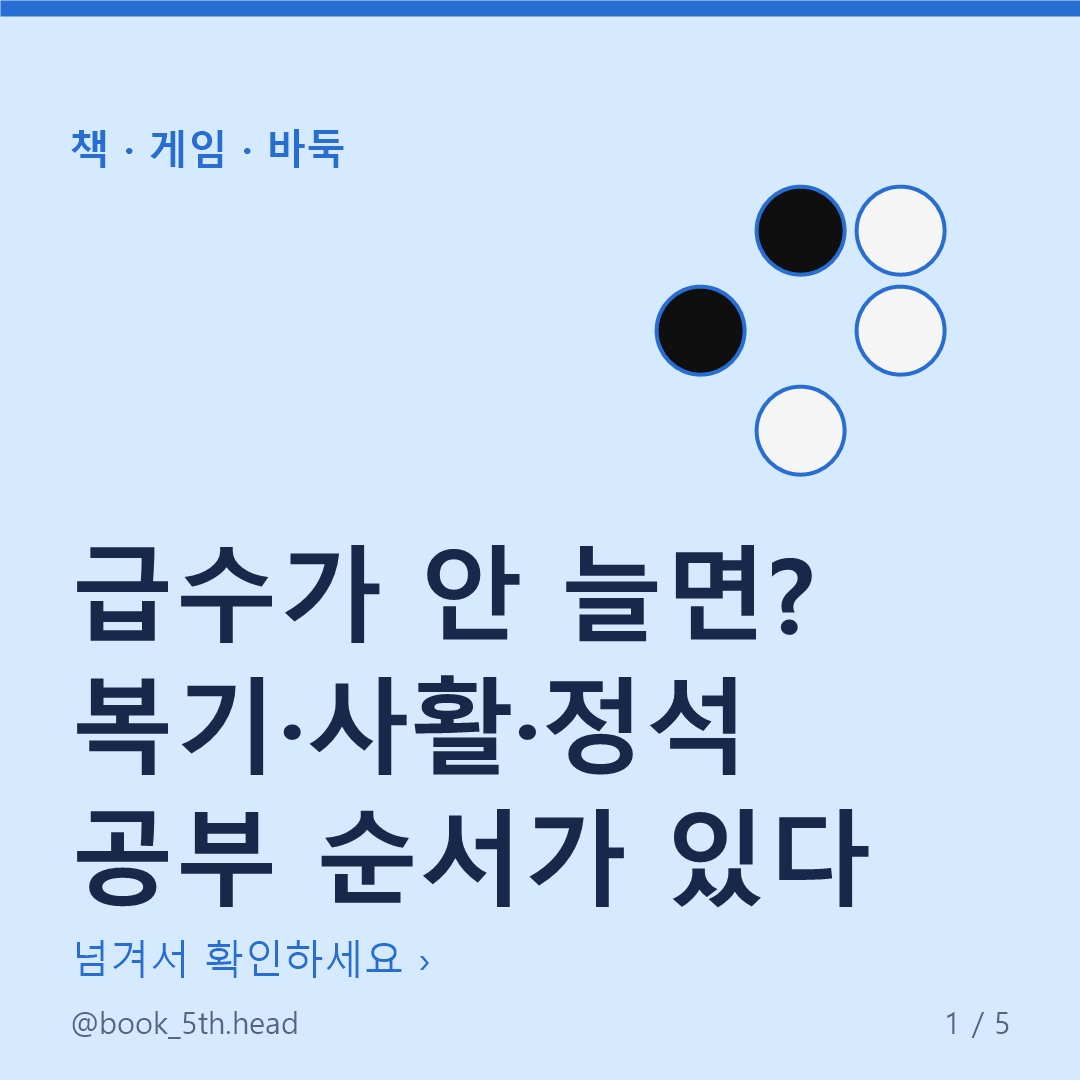 책 · 게임 · 바둑
급수가 안 늘면?
복기·사활·정석
공부 순서가 있다
넘겨서 확인하세요 ›
@book_5th.head
1 / 5